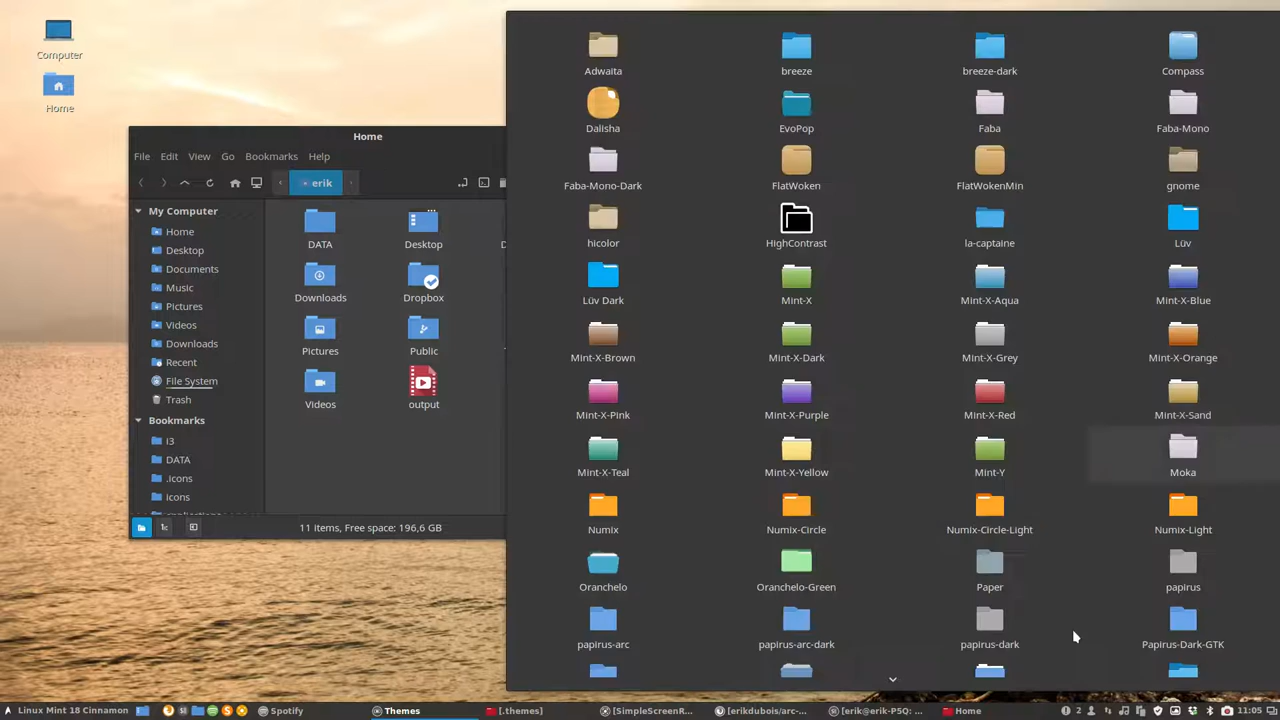 Computer
Home
Home
File Edit View Go Bookmarks Help
erik
My Computer
Home
Desktop
Documents
Music
Pictures
Videos
Downloads
Recent
File System
Trash
Bookmarks
i3
DATA
.icons
icons
DATA Desktop
Downloads Dropbox
Pictures Public
Videos output
11 items, Free space: 196,6 GB
Adwaita breeze breeze-dark Compass
Dalisha EvoPop Faba Faba-Mono
Faba-Mono-Dark FlatWoken FlatWokenMin gnome
hicolor HighContrast la-captaine Lüv
Lüv Dark Mint-X Mint-X-Aqua Mint-X-Blue
Mint-X-Brown Mint-X-Dark Mint-X-Grey Mint-X-Orange
Mint-X-Pink Mint-X-Purple Mint-X-Red Mint-X-Sand
Mint-X-Teal Mint-X-Yellow Mint-Y Moka
Numix Numix-Circle Numix-Circle-Light Numix-Light
Oranchelo Oranchelo-Green Paper papirus
papirus-arc papirus-arc-dark papirus-dark Papirus-Dark-GTK
Linux Mint 18 Cinnamon Spotify Themes [.themes] [SimpleScreenR... [erikdubois/arc-... [erik@erik-P5Q: ... Home 2 11:05